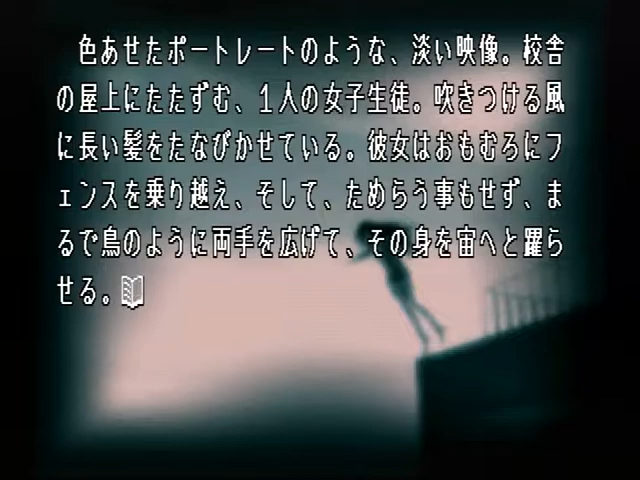 色あせたポートレートのような、淡い映像。校舎
の屋上にたたずむ、１人の女子生徒。吹きつける風
に長い髪をたなびかせている。彼女はおもむろにフ
ェンスを乗り越え、そして、ためらう事もせず、ま
るで鳥のように両手を広げて、その身を宙へと躍ら
せる。